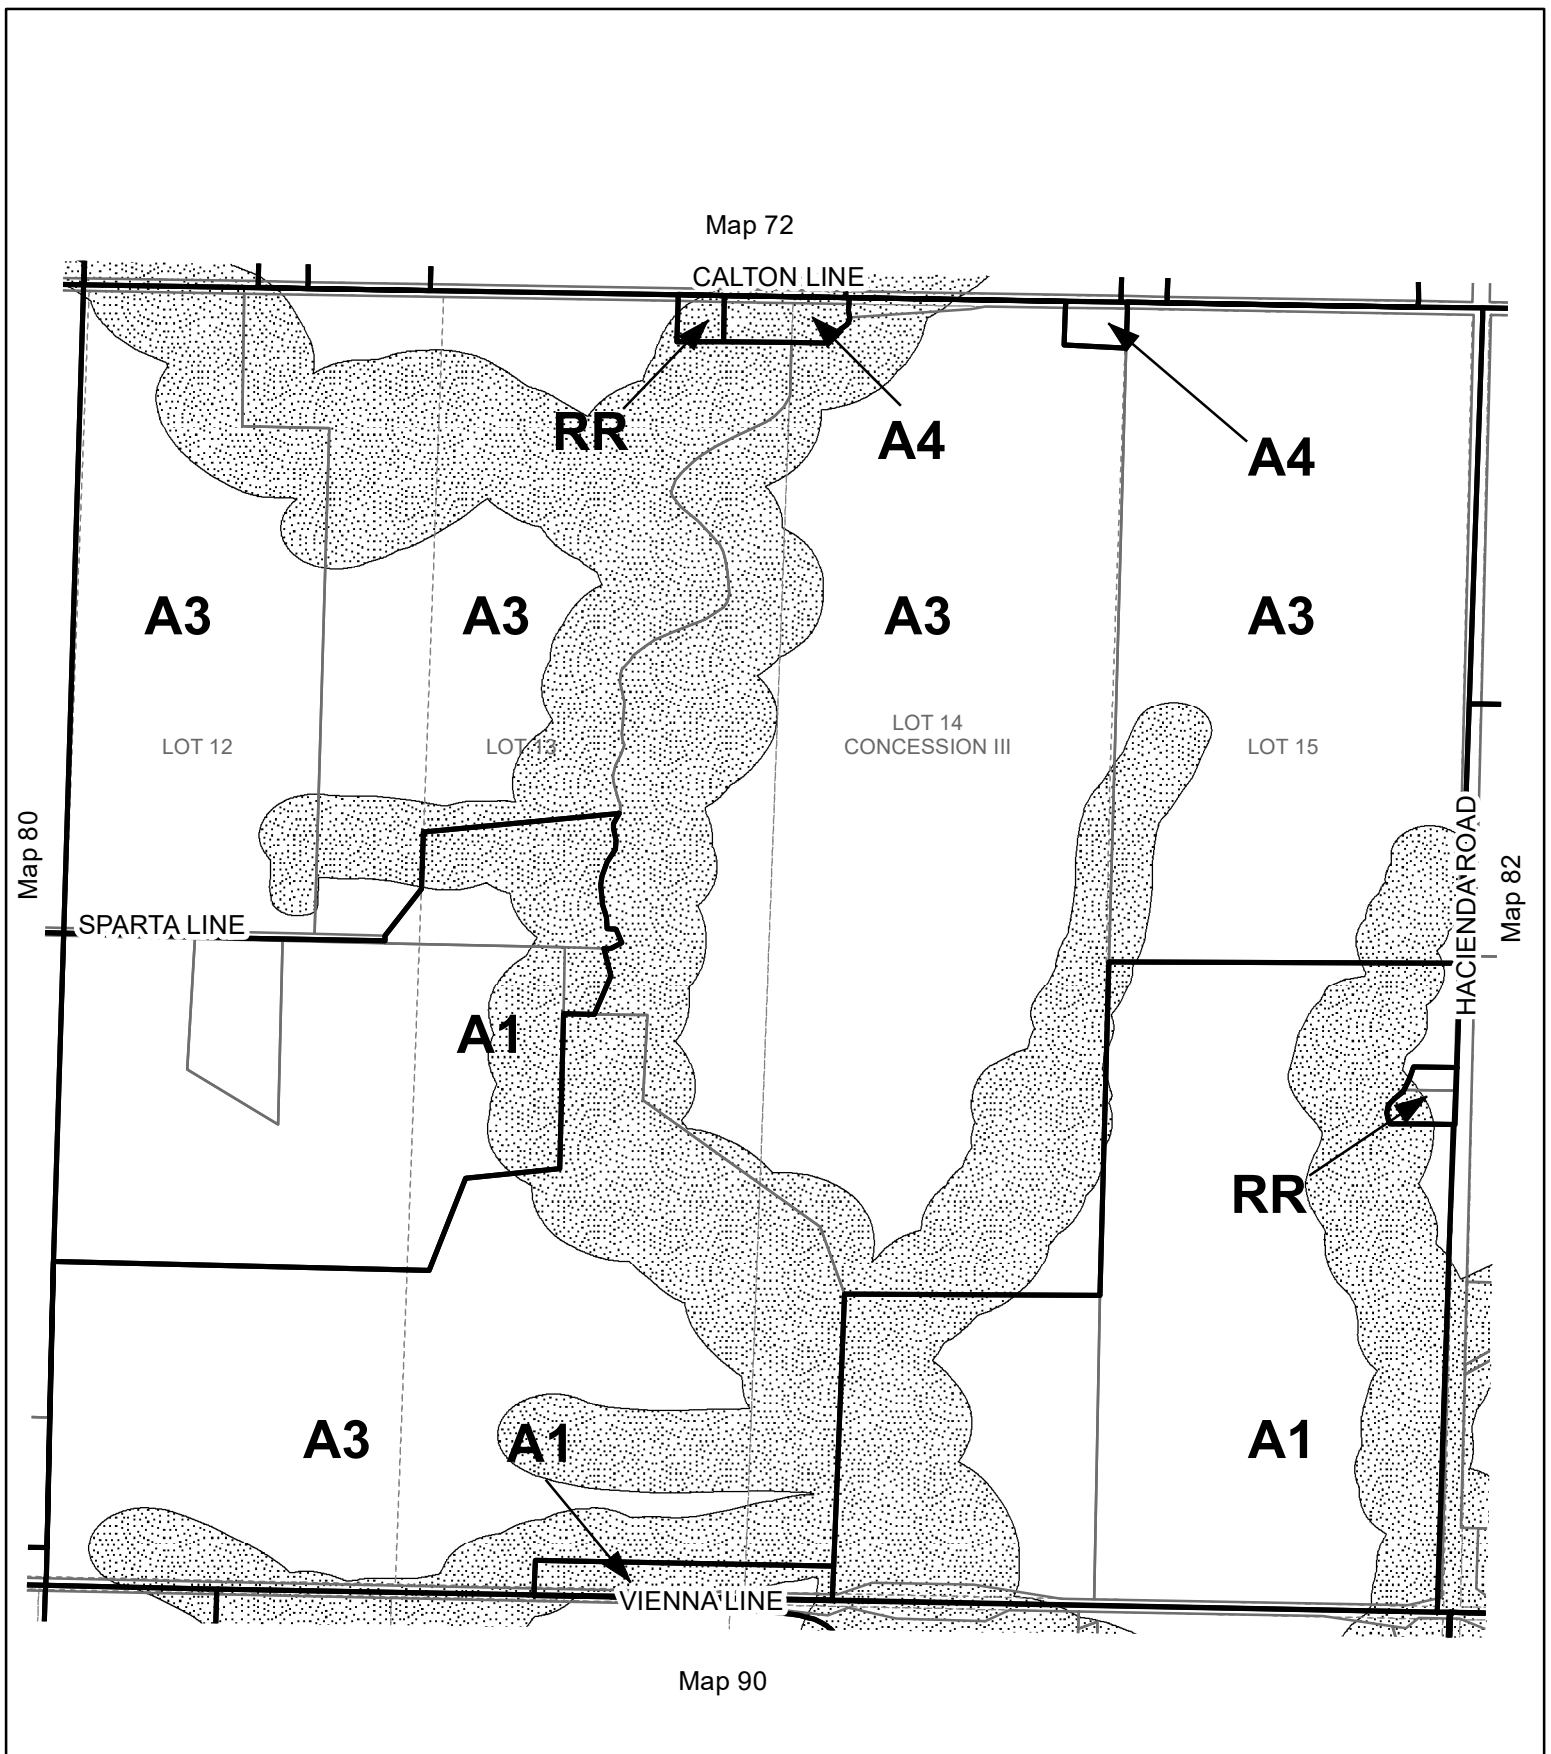 Map 72
CALTON LINE
RR
A4
A4
A3
A3
A3
A3
LOT 14
CONCESSION III
LOT 12
LOT 13
LOT 15
Map 80
HACIENDA ROAD
Map 82
SPARTA LINE
A1
RR
A3
A1
A1
VIENNA LINE
Map 90